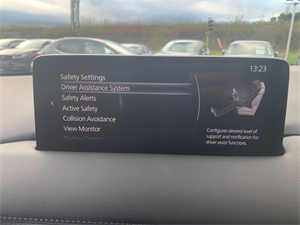 13:23
Safety Settings
Driver Assistance System
Safety Alerts
Active Safety
Collision Avoidance
View Monitor
Configures desired level of
support and notification for
driver assist functions.